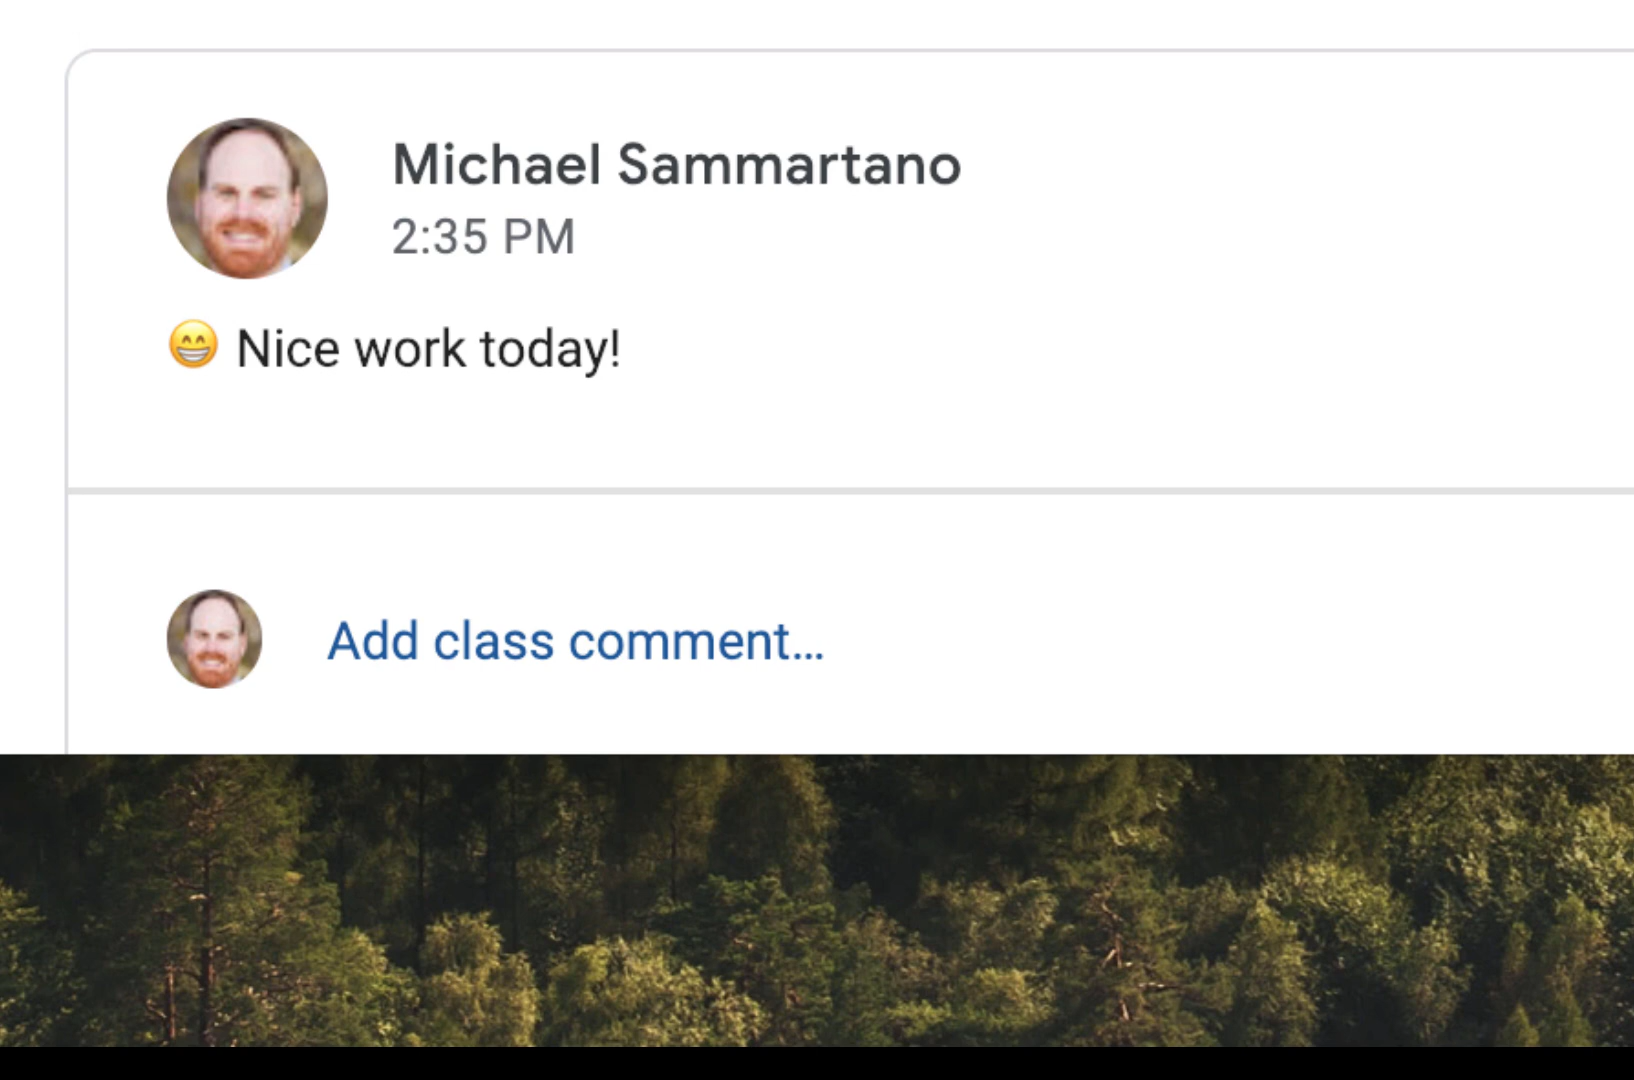 Michael Sammartano
2:35 PM
😁 Nice work today!
Add class comment…